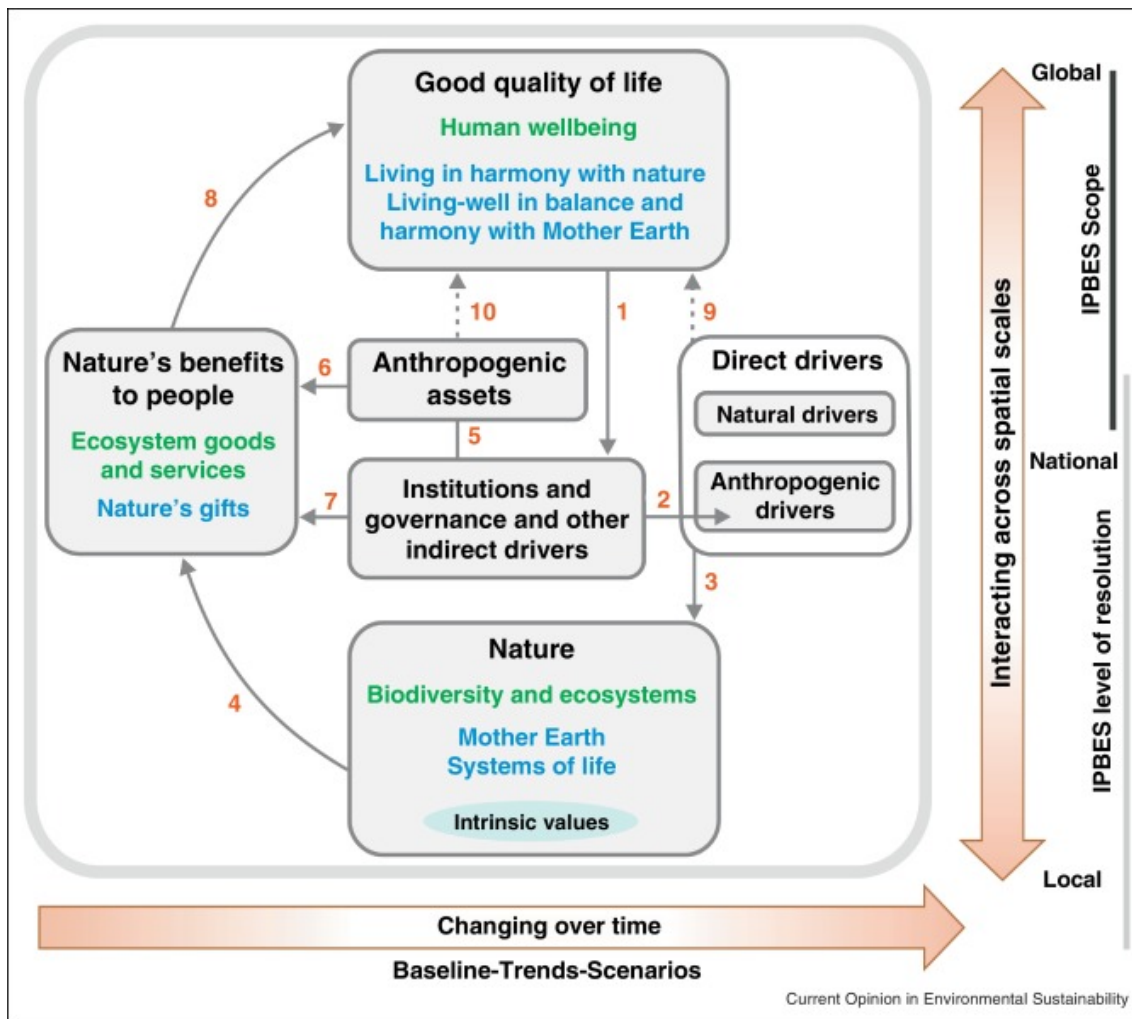 Good quality of life
Human wellbeing
Living in harmony with nature
Living-well in balance and
harmony with Mother Earth
8
10
1
9
Nature's benefits
to people
Ecosystem goods
and services
Nature's gifts
6
Anthropogenic
assets
5
7
Institutions and
governance and other
indirect drivers
2
Direct drivers
Natural drivers
Anthropogenic
drivers
3
4
Nature
Biodiversity and ecosystems
Mother Earth
Systems of life
Intrinsic values
Interacting across spatial scales
Global
National
Local
IPBES Scope
IPBES level of resolution
Changing over time
Baseline-Trends-Scenarios
Current Opinion in Environmental Sustainability